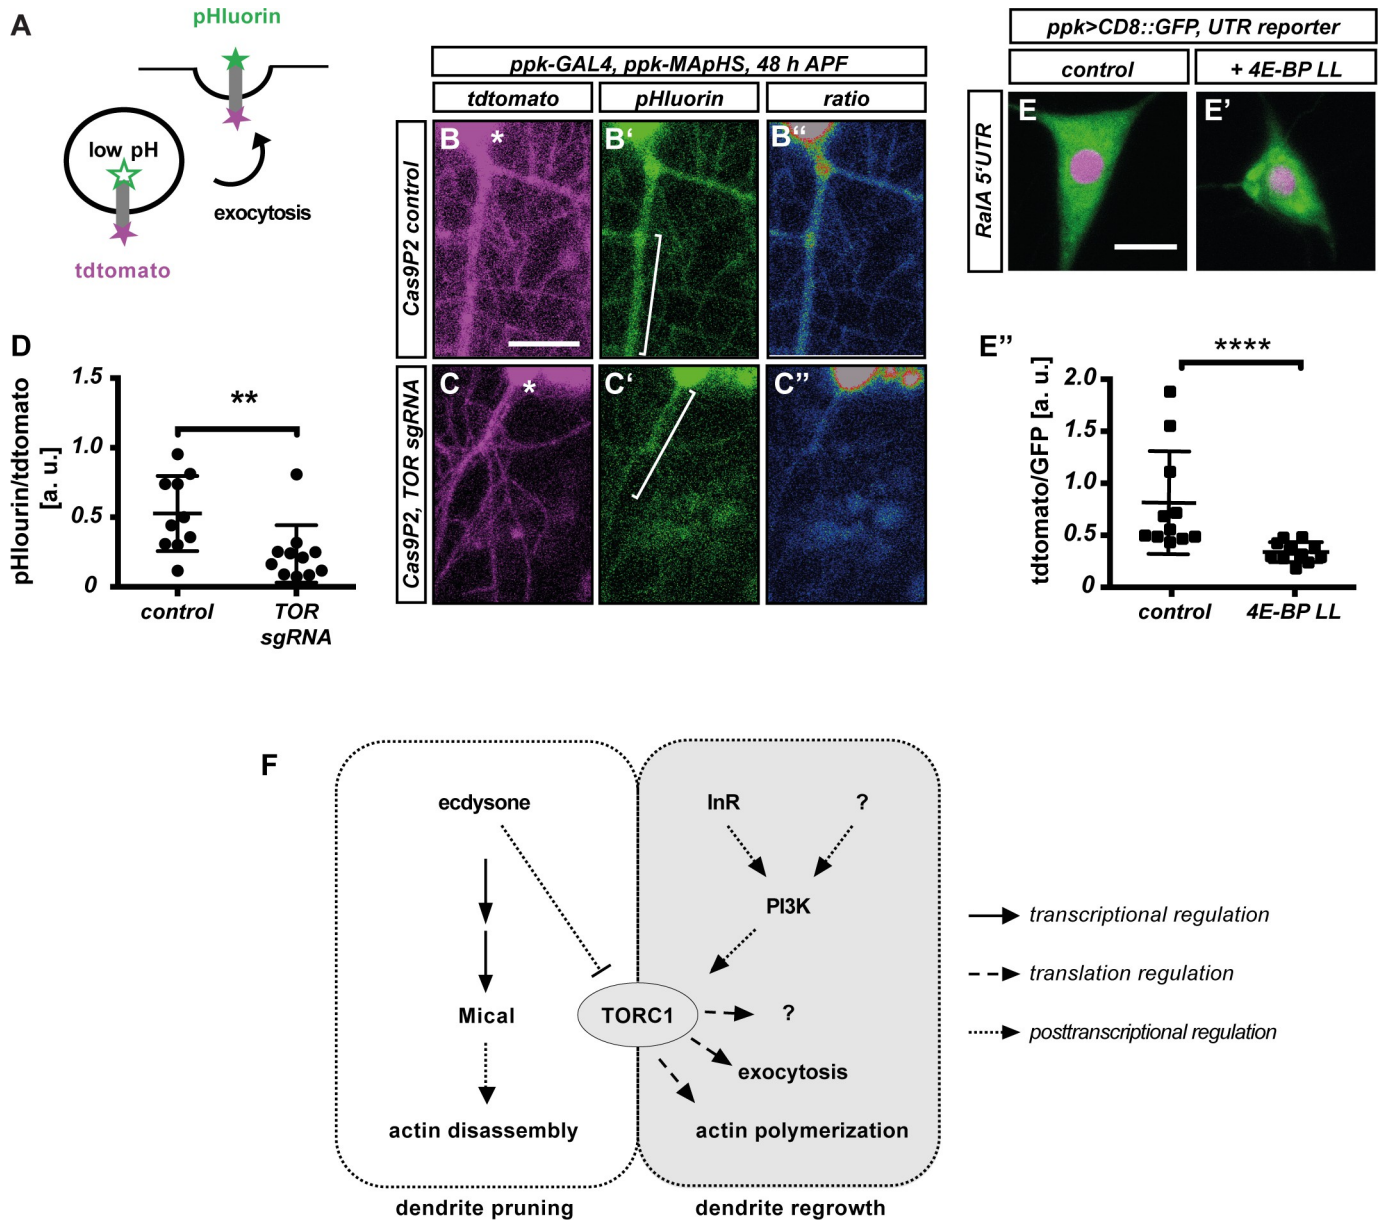 A
pHluorin
low pH
exocytosis
tdtomato
ppk-GAL4, ppk-MApHS, 48 h APF
tdtomato
pHluorin
ratio
Cas9P2 control
B
*
B‘
B“
Cas9P2, TOR sgRNA
C
*
C‘
C”
ppk>CD8::GFP, UTR reporter
control
+ 4E-BP LL
RalA 5‘UTR
E
E’
D
pHlourin/tdtomato
[a. u.]
1.5
1.0
0.5
0
**
control
TOR
sgRNA
E”
tdtomato/GFP [a. u.]
2.0
1.5
1.0
0.5
0
****
control
4E-BP LL
F
ecdysone
InR
?
PI3K
Mical
TORC1
?
exocytosis
actin disassembly
actin polymerization
dendrite pruning
dendrite regrowth
transcriptional regulation
translation regulation
posttranscriptional regulation